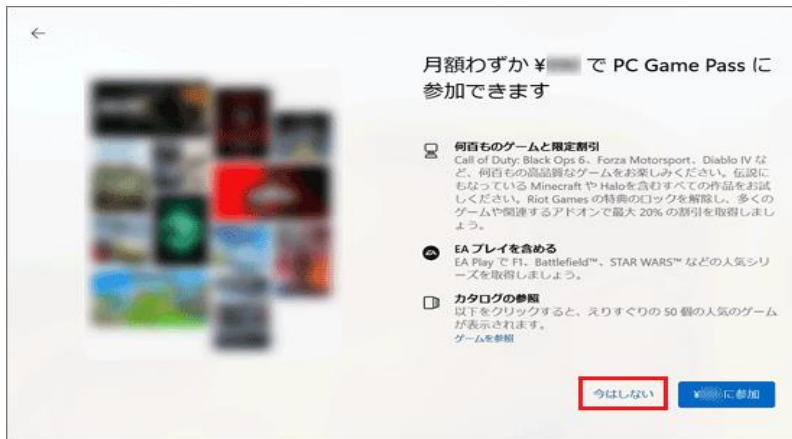 月額わずか ¥ で PC Game Pass に
参加できます
何百ものゲームと限定割引
Call of Duty: Black Ops 6、Forza Motorsport、Diablo IV な
ど、何百もの高品質なゲームをお楽しみください。伝説に
もなっている Minecraft や Haloを含むすべての作品をお試
しください。Riot Games の特典のロックを解除し、多くの
ゲームや関連するアドオンで最大 20% の割引を取得しまし
ょう。
EA プレイを含める
EA Play で F1、Battlefield™、STAR WARS™ などの人気シリ
ーズを取得しましょう。
カタログの参照
以下をクリックすると、えりすぐりの 50 個の人気のゲーム
が表示されます。
ゲームを参照
今はしない
¥ に参加